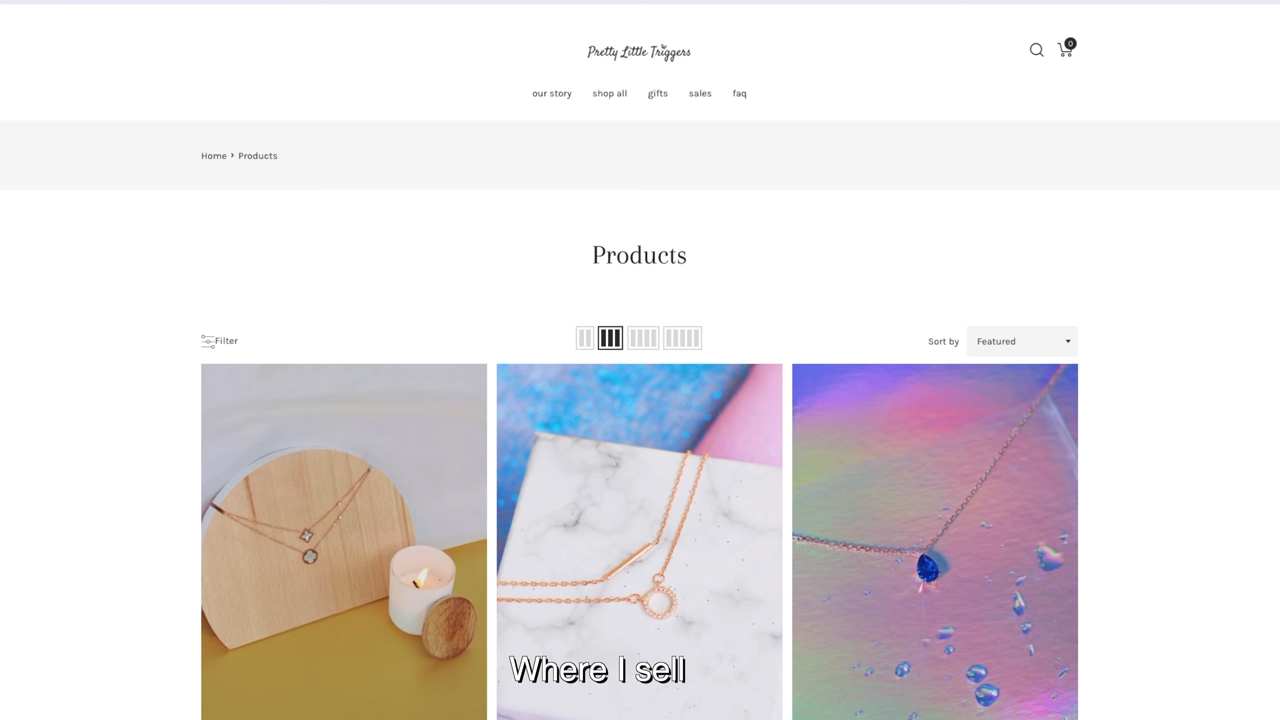 Pretty Little Triggers
0
our story shop all gifts sales faq
Home › Products
Products
Filter
Sort by Featured
Where I sell